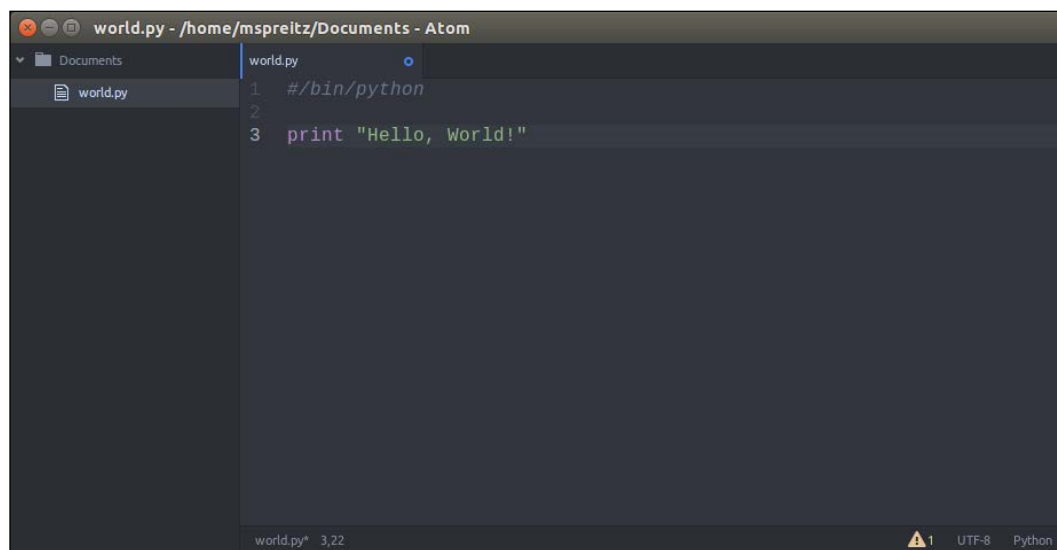 world.py - /home/mspreitz/Documents - Atom
Documents
world.py
world.py
1 #/bin/python
2
3 print "Hello, World!"
world.py* 3,22
1 UTF-8 Python